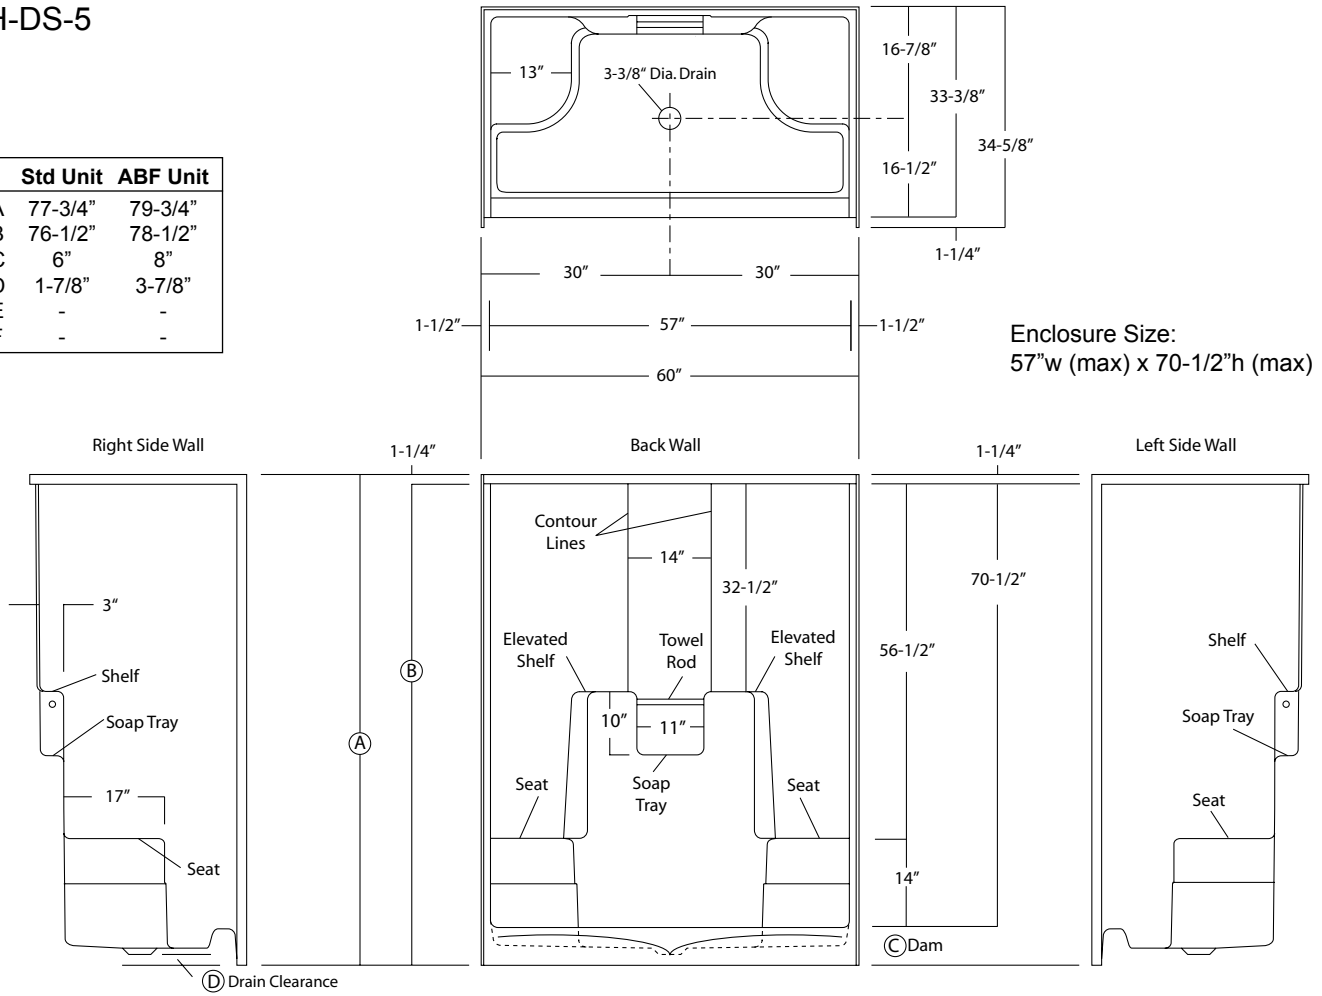 H-DS-5
Std Unit ABF Unit
A 77-3/4" 79-3/4"
B 76-1/2" 78-1/2"
C 6" 8"
D 1-7/8" 3-7/8"
E - -
F - -
13"
3-3/8" Dia. Drain
16-7/8"
33-3/8"
34-5/8"
16-1/2"
1-1/4"
30" 30"
1-1/2" 57" 1-1/2"
60"
Enclosure Size:
57"w (max) x 70-1/2"h (max)
Right Side Wall
1-1/4"
Back Wall
1-1/4"
Left Side Wall
3"
Shelf
Soap Tray
17"
Seat
D Drain Clearance
A
B
Contour
Lines
14"
32-1/2"
Elevated
Shelf
Towel
Rod
Elevated
Shelf
10"
11"
Seat
Soap
Tray
Seat
70-1/2"
56-1/2"
14"
C Dam
Shelf
Soap Tray
Seat